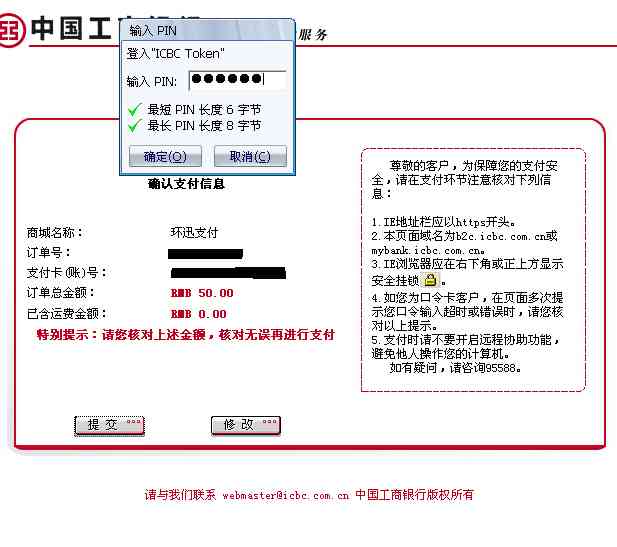 中国工商银行
服务
输入 PIN
登入"ICBC Token"
输入 PIN: ●●●●●●
最短 PIN 长度 6 字节
最长 PIN 长度 8 字节
确定(O) 取消(C)
确认支付信息
商城名称： 环迅支付
订单号：
支付卡(账)号：
订单总金额： RMB 50.00
已含运费金额： RMB 0.00
特别提示：请您核对上述金额，核对无误再进行支付
提 交 修 改
尊敬的客户，为保障您的支付安
全，请在支付环节注意核对下列信
息：
1.IE地址栏应以https开头。
2.本页面域名为b2c.icbc.com.cn或
mybank.icbc.com.cn。
3.IE浏览器应在右下角或正上方显示
安全挂锁 。
4.如您为口令卡客户，在页面多次提
示您口令输入超时或错误时，请您核
对以上提示。
5.支付时请不要开启远程协助功能，
避免他人操作您的计算机。
如有疑问，请咨询95588。
请与我们联系 webmaster@icbc.com.cn 中国工商银行版权所有